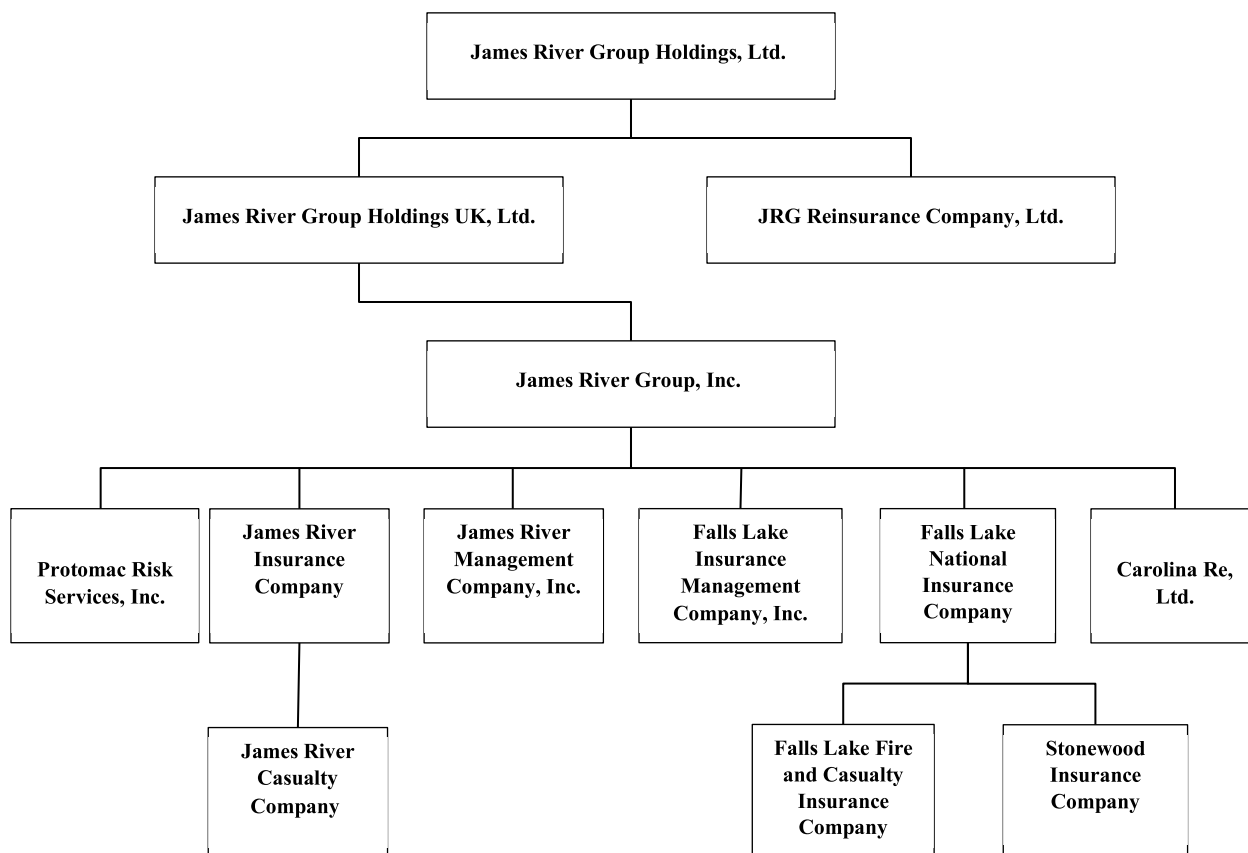 James River Group Holdings, Ltd.
James River Group Holdings UK, Ltd.
JRG Reinsurance Company, Ltd.
James River Group, Inc.
Protomac Risk
Services, Inc.
James River
Insurance
Company
James River
Management
Company, Inc.
Falls Lake
Insurance
Management
Company, Inc.
Falls Lake
National
Insurance
Company
Carolina Re,
Ltd.
James River
Casualty
Company
Falls Lake Fire
and Casualty
Insurance
Company
Stonewood
Insurance
Company